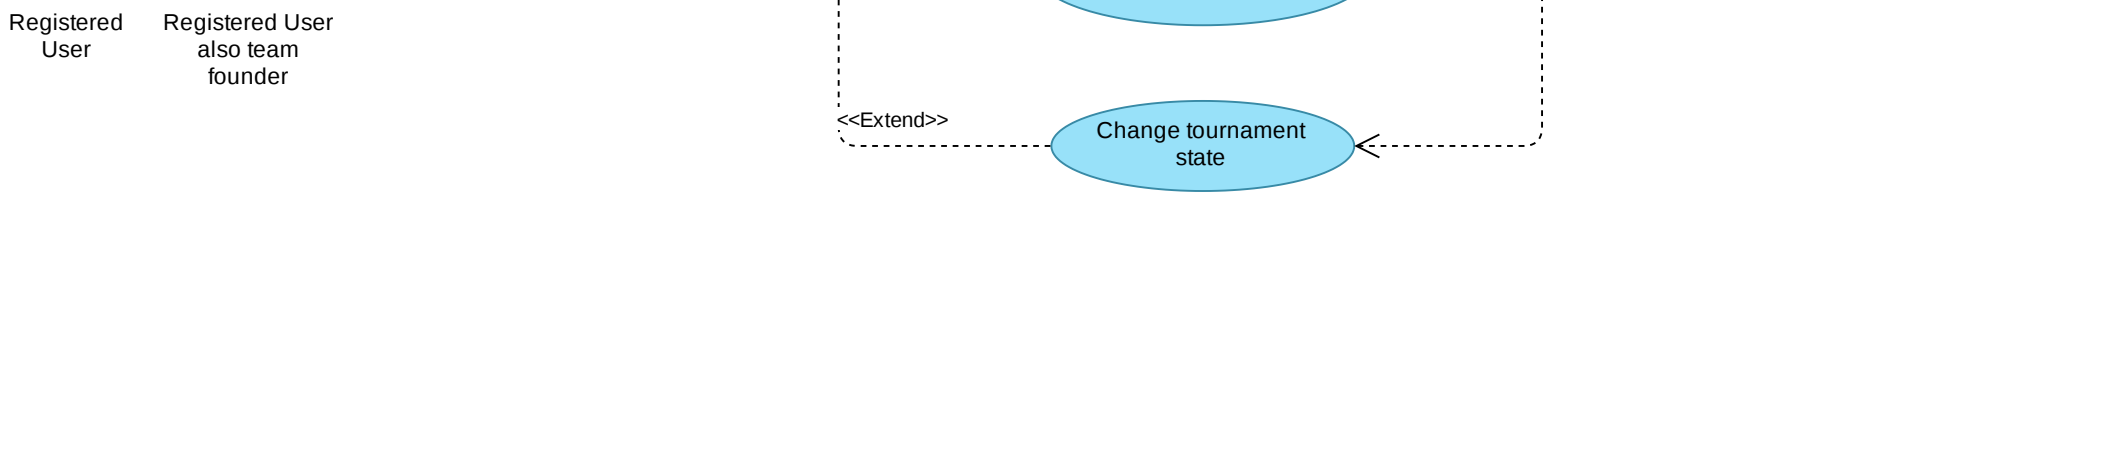 Registered
User
Registered User
also team
founder
<<Extend>>
Change tournament
state